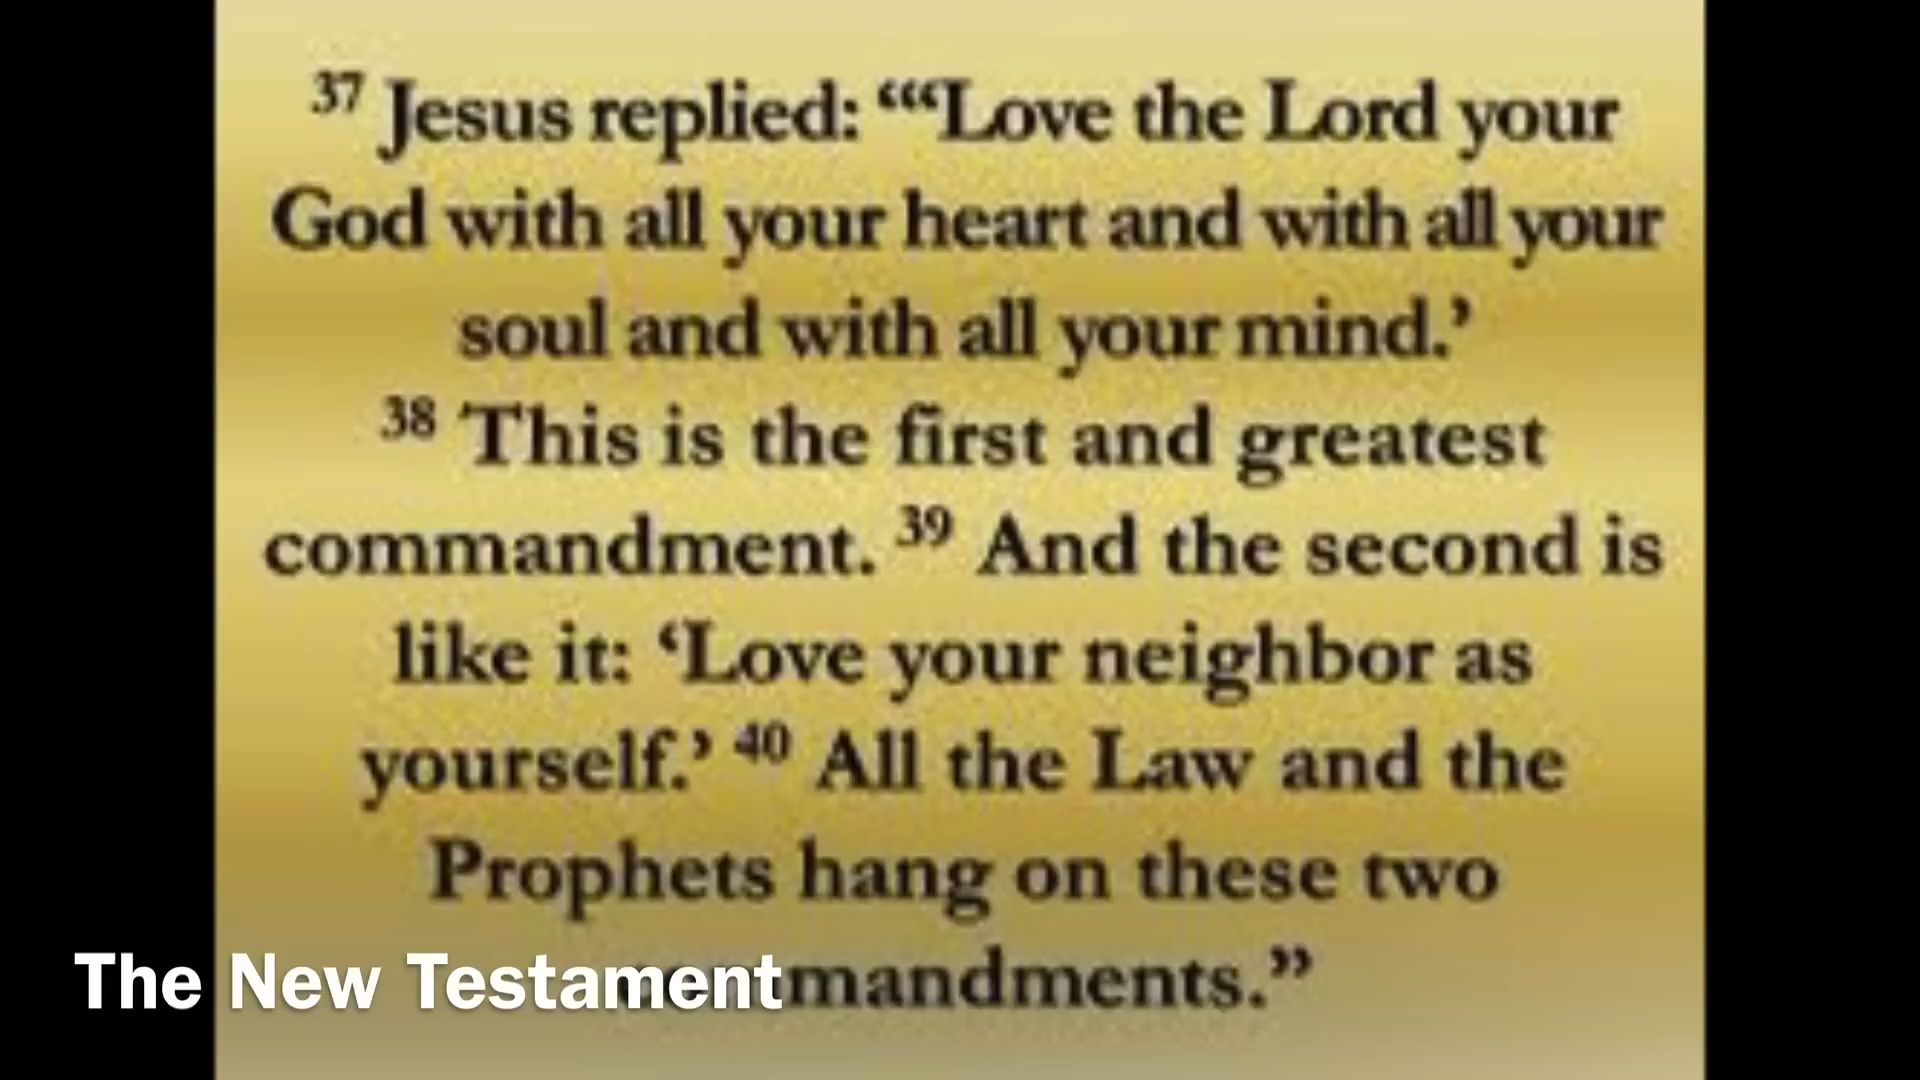 37 Jesus replied: “‘Love the Lord your
God with all your heart and with all your
soul and with all your mind.’
38 This is the first and greatest
commandment. 39 And the second is
like it: ‘Love your neighbor as
yourself.’ 40 All the Law and the
Prophets hang on these two
commandments.”
The New Testament